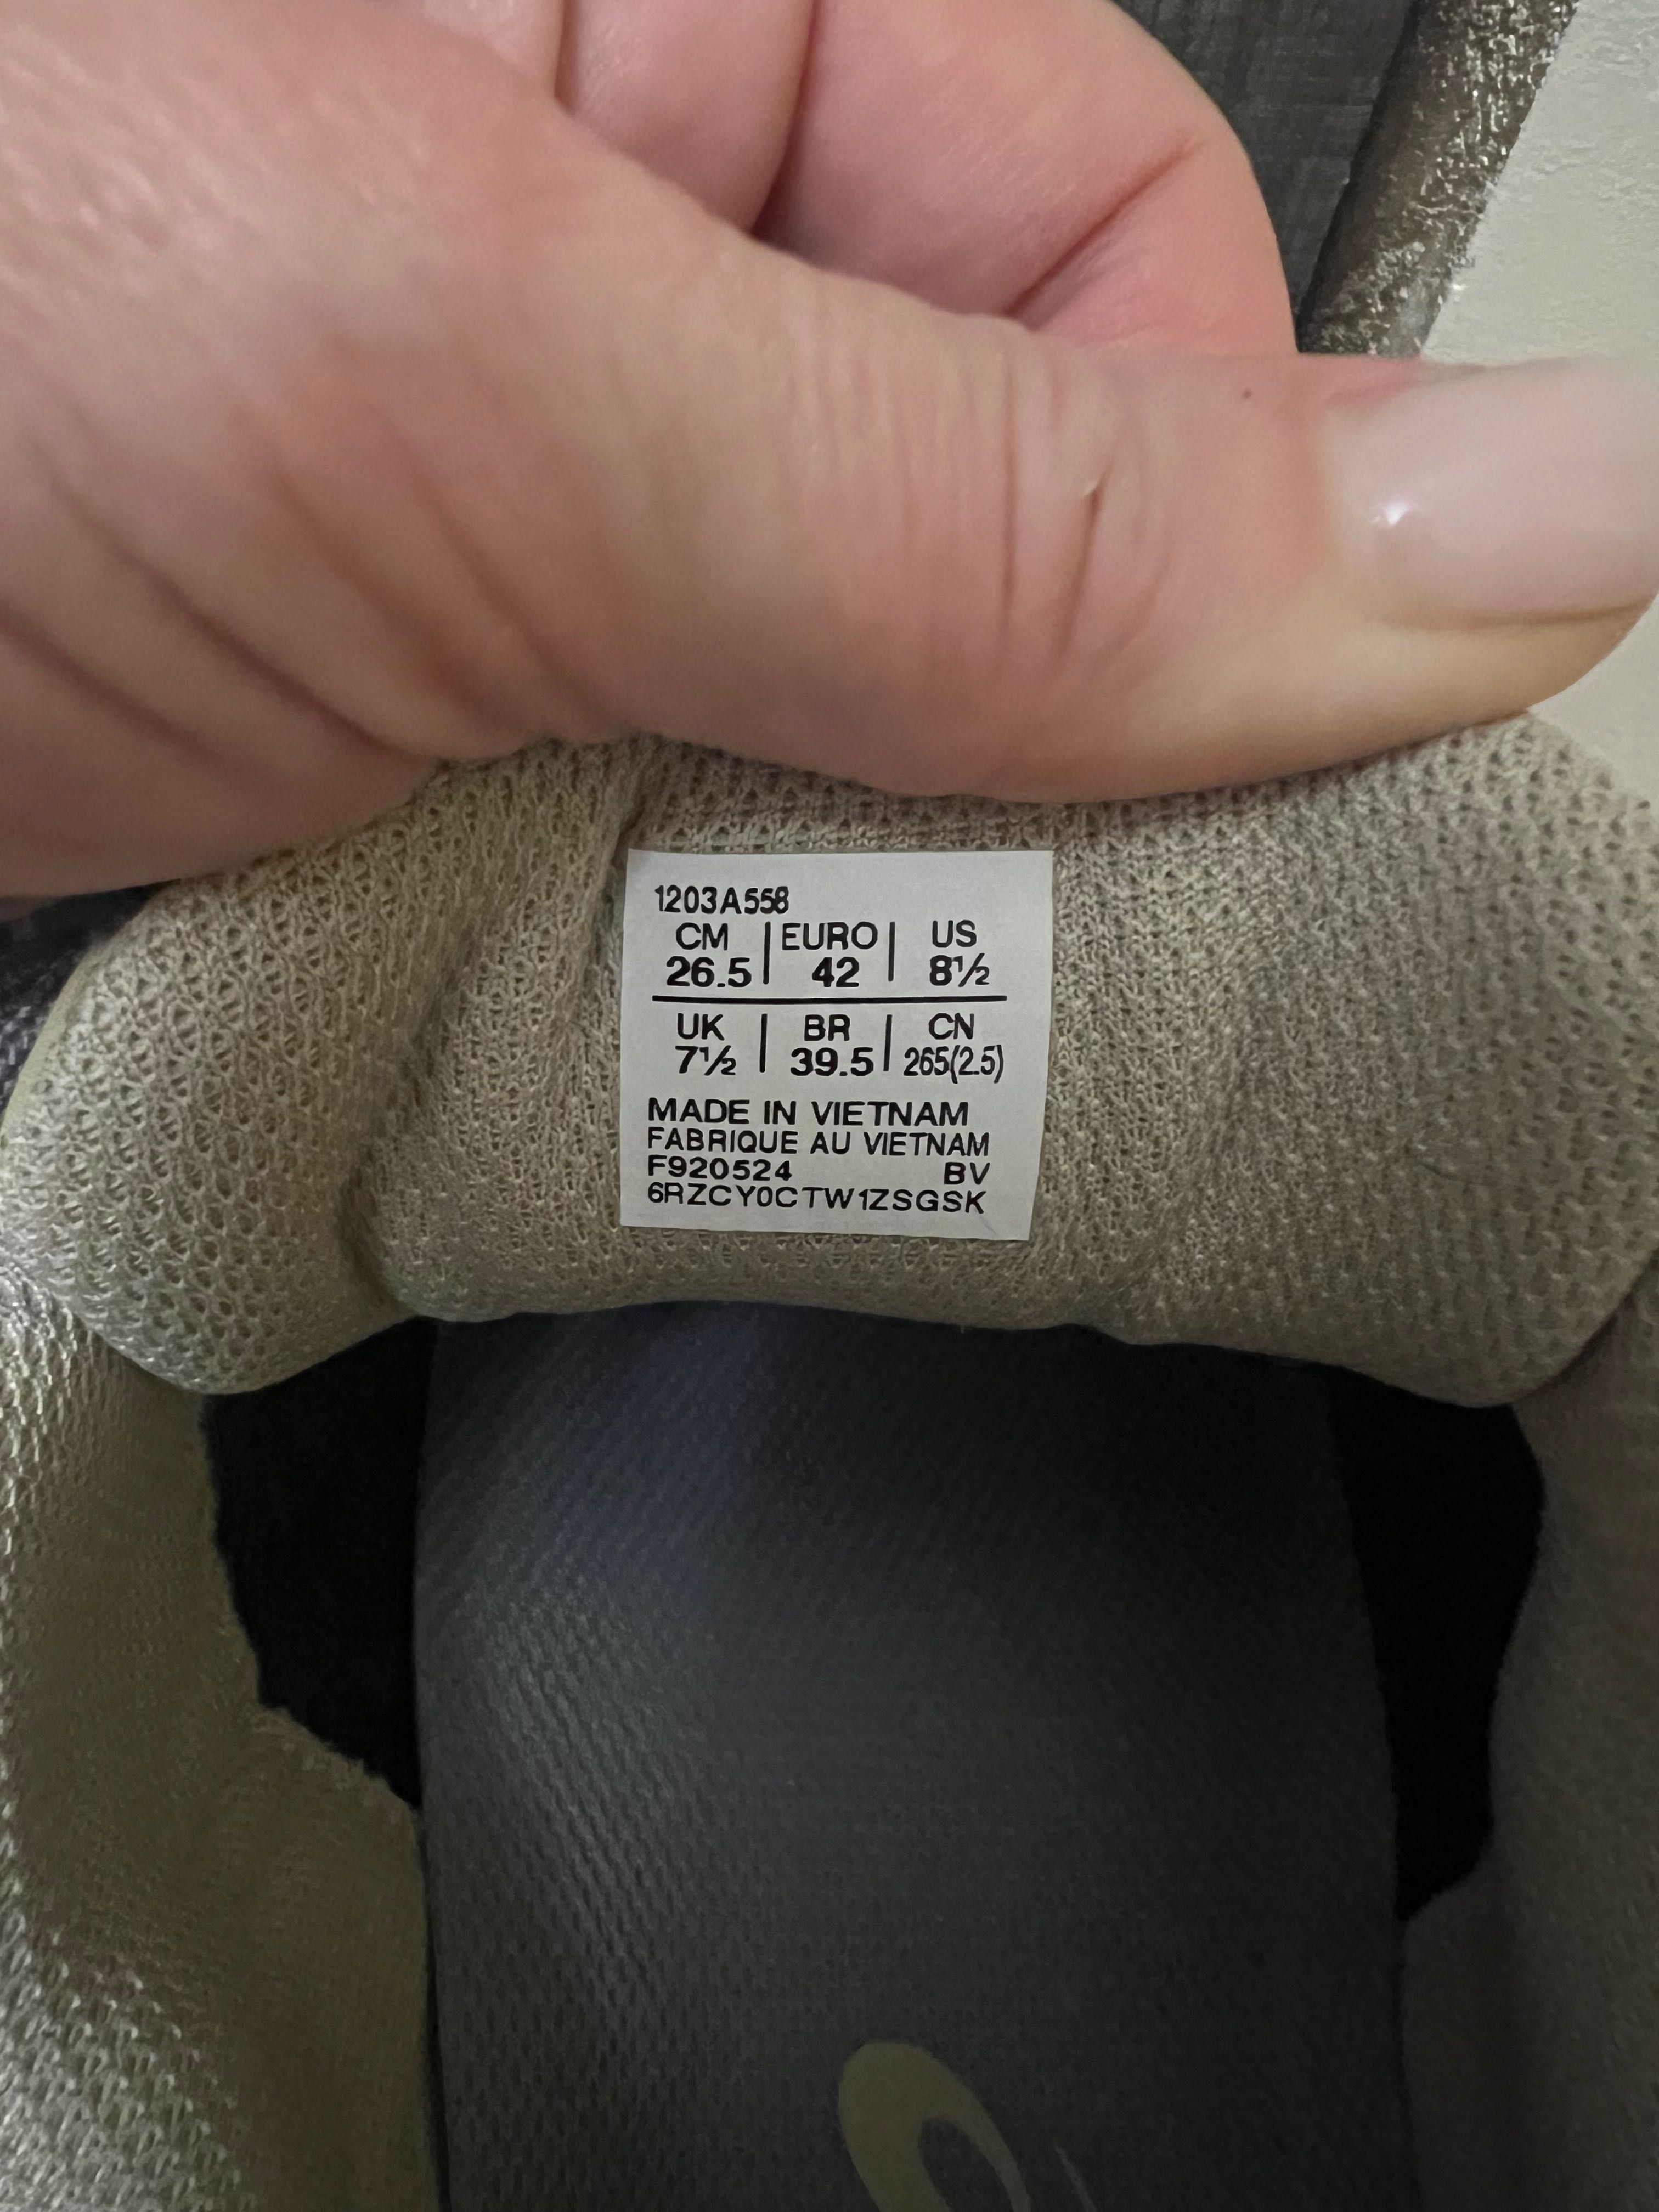 1203A558
CM | EURO | US
26.5 | 42 | 8½
UK | BR | CN
7½ | 39.5 | 265(2.5)
MADE IN VIETNAM
FABRIQUE AU VIETNAM
F920524 BV
6RZCY0CTW1ZSGSK